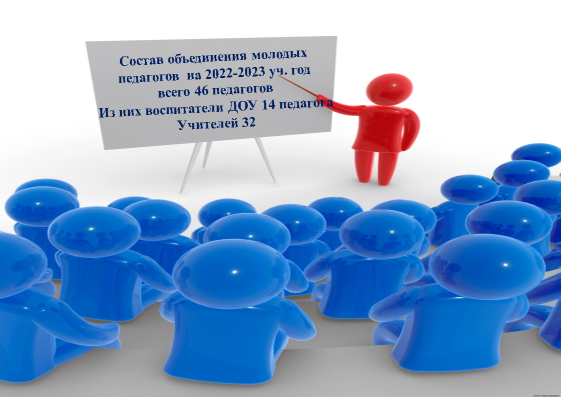 Состав объединения молодых
педагогов на 2022-2023 уч. год
всего 46 педагогов
Из них воспитатели ДОУ 14 педагога
Учителей 32